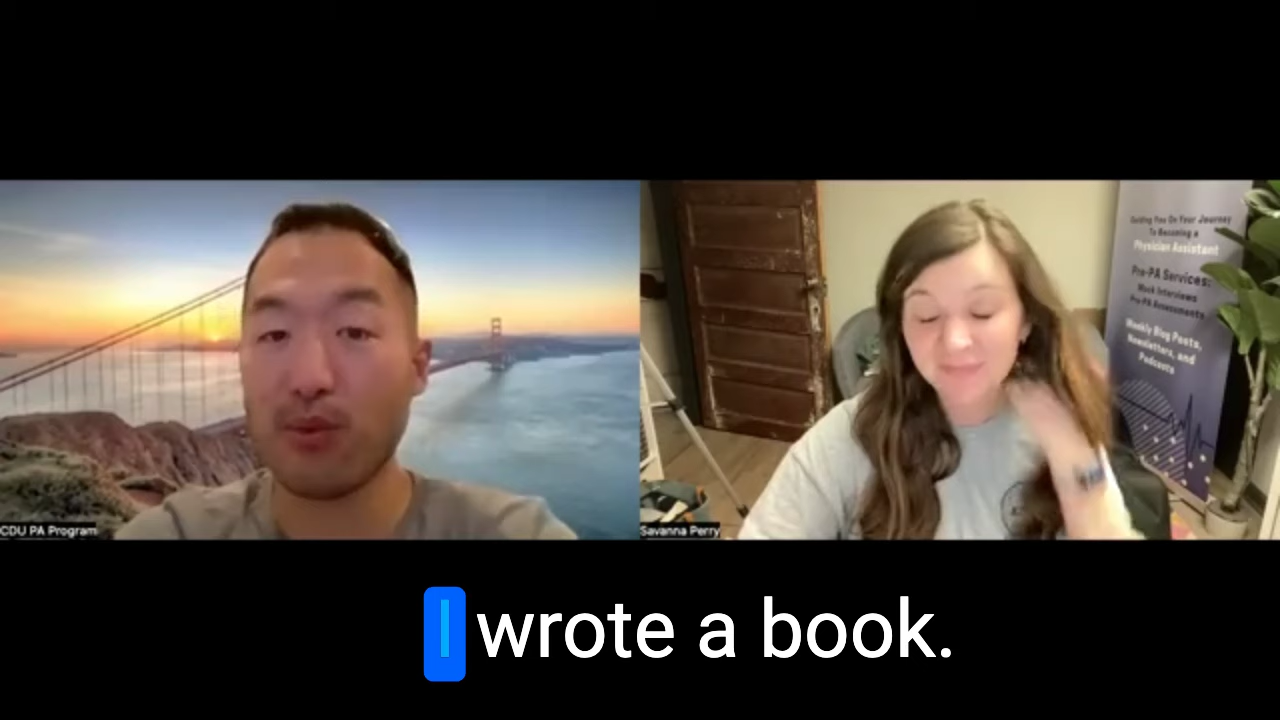 Guiding You On Your Journey
To Becoming a
Physician Assistant
Pre-PA Services:
Mock Interviews
Pre-PA Assessments
Weekly Blog Posts,
Newsletters, and
Podcasts
CDU PA Program
Savanna Perry
I wrote a book.